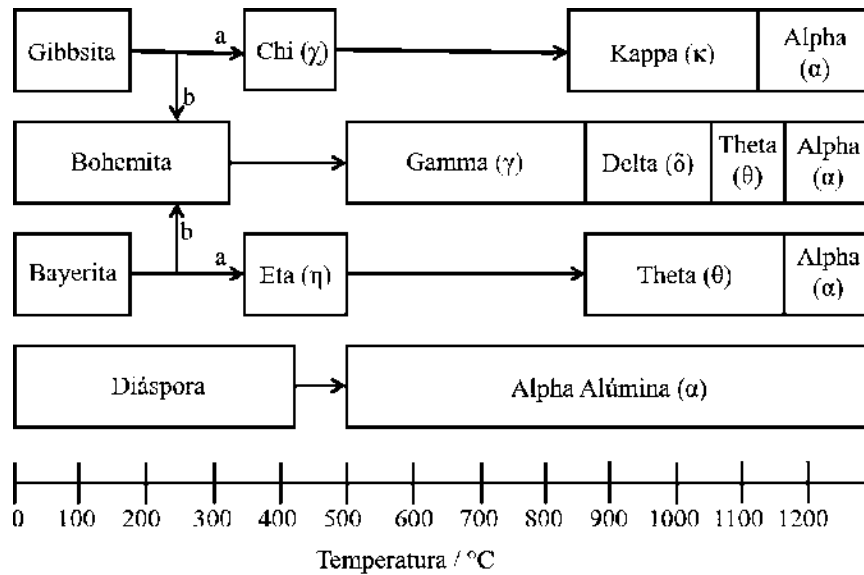 Gibbsita
a
Chi (χ)
Kappa (κ)
Alpha
(α)
b
Bohemita
Gamma (γ)
Delta (δ)
Theta
(θ)
Alpha
(α)
b
Bayerita
a
Eta (η)
Theta (θ)
Alpha
(α)
Diáspora
Alpha Alúmina (α)
0 100 200 300 400 500 600 700 800 900 1000 1100 1200
Temperatura / °C